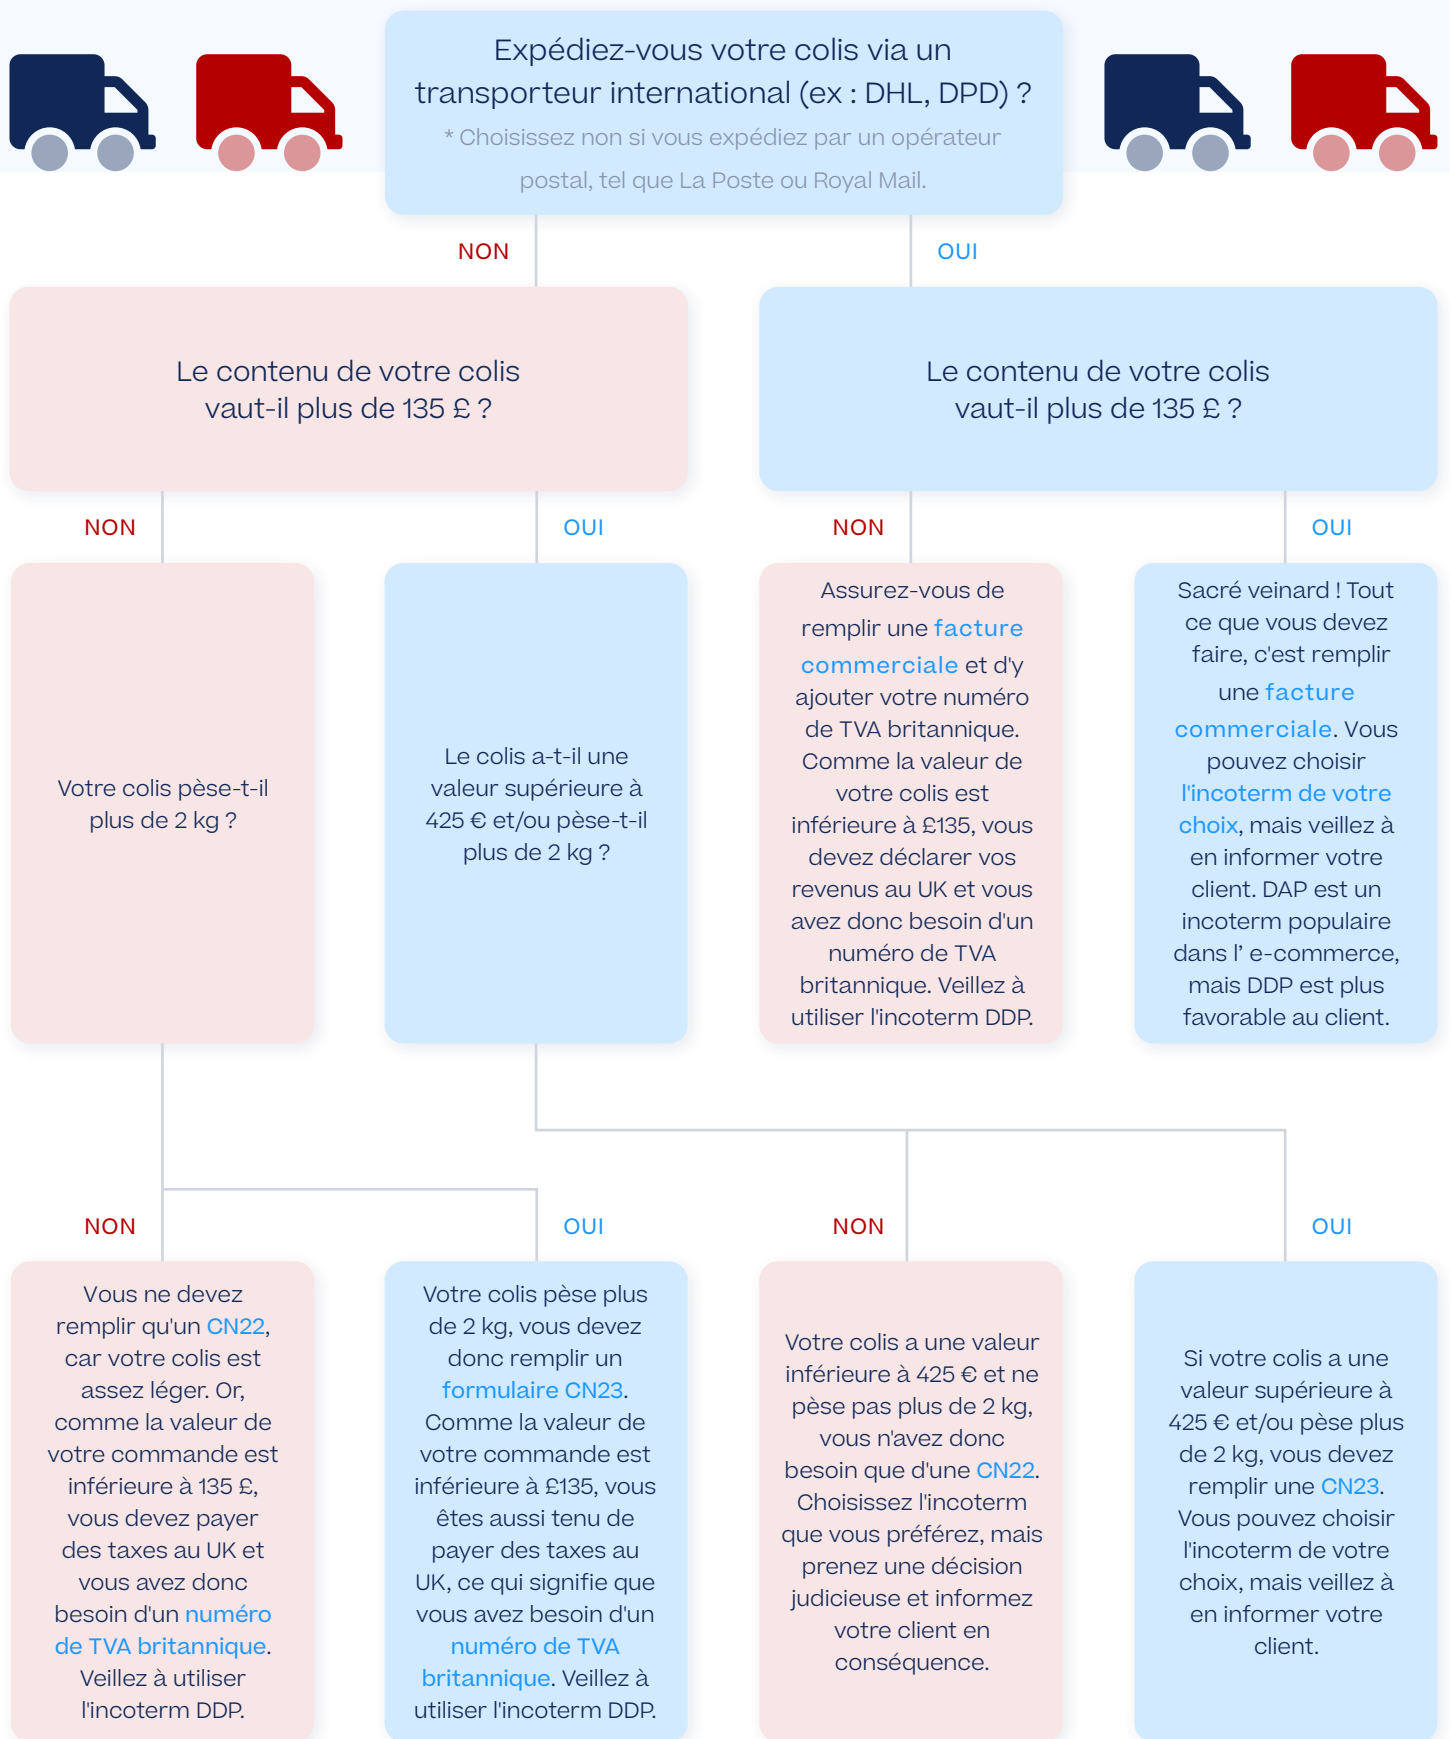 Expédiez-vous votre colis via un
transporteur international (ex : DHL, DPD) ?
* Choisissez non si vous expédiez par un opérateur
postal, tel que La Poste ou Royal Mail.
NON
OUI
Le contenu de votre colis
vaut-il plus de 135 £ ?
Le contenu de votre colis
vaut-il plus de 135 £ ?
NON
OUI
NON
OUI
Votre colis pèse-t-il
plus de 2 kg ?
Le colis a-t-il une
valeur supérieure à
425 € et/ou pèse-t-il
plus de 2 kg ?
Assurez-vous de
remplir une facture
commerciale et d'y
ajouter votre numéro
de TVA britannique.
Comme la valeur de
votre colis est
inférieure à £135, vous
devez déclarer vos
revenus au UK et vous
avez donc besoin d'un
numéro de TVA
britannique. Veillez à
utiliser l'incoterm DDP.
Sacré veinard ! Tout
ce que vous devez
faire, c'est remplir
une facture
commerciale. Vous
pouvez choisir
l'incoterm de votre
choix, mais veillez à
en informer votre
client. DAP est un
incoterm populaire
dans l' e-commerce,
mais DDP est plus
favorable au client.
NON
OUI
NON
OUI
Vous ne devez
remplir qu'un CN22,
car votre colis est
assez léger. Or,
comme la valeur de
votre commande est
inférieure à 135 £,
vous devez payer
des taxes au UK et
vous avez donc
besoin d'un numéro
de TVA britannique.
Veillez à utiliser
l'incoterm DDP.
Votre colis pèse plus
de 2 kg, vous devez
donc remplir un
formulaire CN23.
Comme la valeur de
votre commande est
inférieure à £135, vous
êtes aussi tenu de
payer des taxes au
UK, ce qui signifie que
vous avez besoin d'un
numéro de TVA
britannique. Veillez à
utiliser l'incoterm DDP.
Votre colis a une valeur
inférieure à 425 € et ne
pèse pas plus de 2 kg,
vous n'avez donc
besoin que d'une CN22.
Choisissez l'incoterm
que vous préférez, mais
prenez une décision
judicieuse et informez
votre client en
conséquence.
Si votre colis a une
valeur supérieure à
425 € et/ou pèse plus
de 2 kg, vous devez
remplir une CN23.
Vous pouvez choisir
l'incoterm de votre
choix, mais veillez à
en informer votre
client.